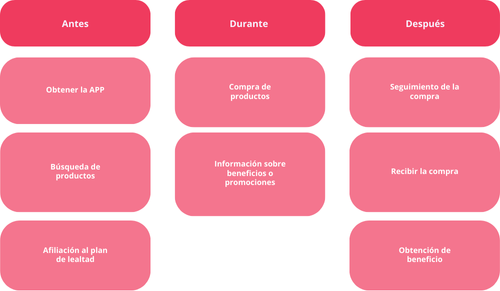 Antes
Durante
Después
Obtener la APP
Compra de
productos
Seguimiento de la
compra
Búsqueda de
productos
Información sobre
beneficios o
promociones
Recibir la compra
Afiliación al plan
de lealtad
Obtención de
beneficio